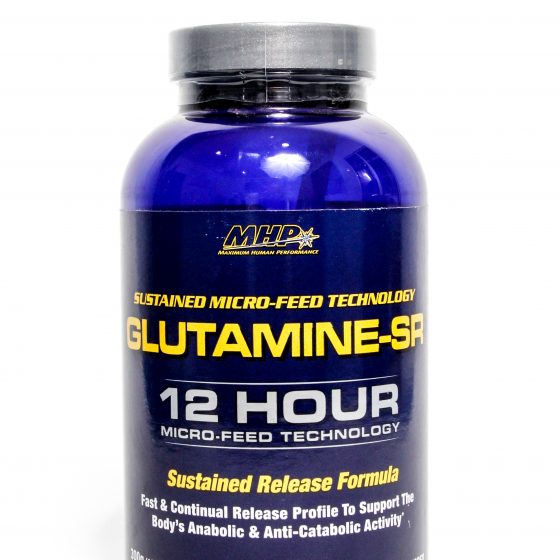 MHP
MAXIMUM HUMAN PERFORMANCE
SUSTAINED MICRO-FEED TECHNOLOGY
GLUTAMINE-SR
12 HOUR
MICRO-FEED TECHNOLOGY
Sustained Release Formula
Fast & Continual Release Profile To Support The
Body's Anabolic & Anti-Catabolic Activity*